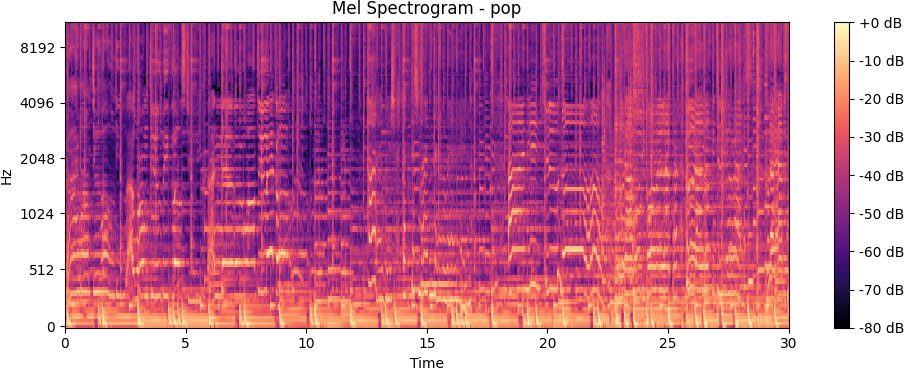 Mel Spectrogram - pop
Hz
8192
4096
2048
1024
512
0
0 5 10 15 20 25 30
Time
+0 dB
-10 dB
-20 dB
-30 dB
-40 dB
-50 dB
-60 dB
-70 dB
-80 dB